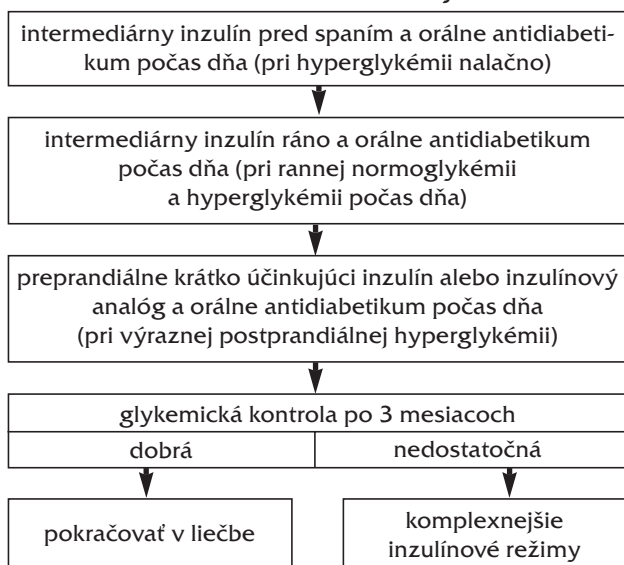 intermediárny inzulín pred spaním a orálne antidiabeti-
kum počas dňa (pri hyperglykémii nalačno)
intermediárny inzulín ráno a orálne antidiabetikum
počas dňa (pri rannej normoglykémii
a hyperglykémii počas dňa)
preprandiálne krátko účinkujúci inzulín alebo inzulínový
analóg a orálne antidiabetikum počas dňa
(pri výraznej postprandiálnej hyperglykémii)
glykemická kontrola po 3 mesiacoch
dobrá nedostatočná
pokračovať v liečbe
komplexnejšie
inzulínové režimy